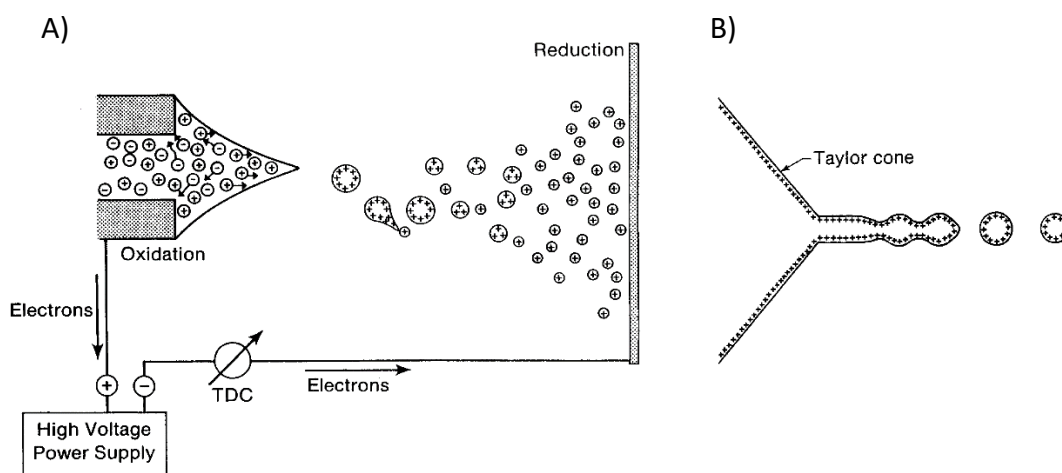 A)
B)
Reduction
Taylor cone
Oxidation
Electrons
Electrons
TDC
+ −
High Voltage
Power Supply